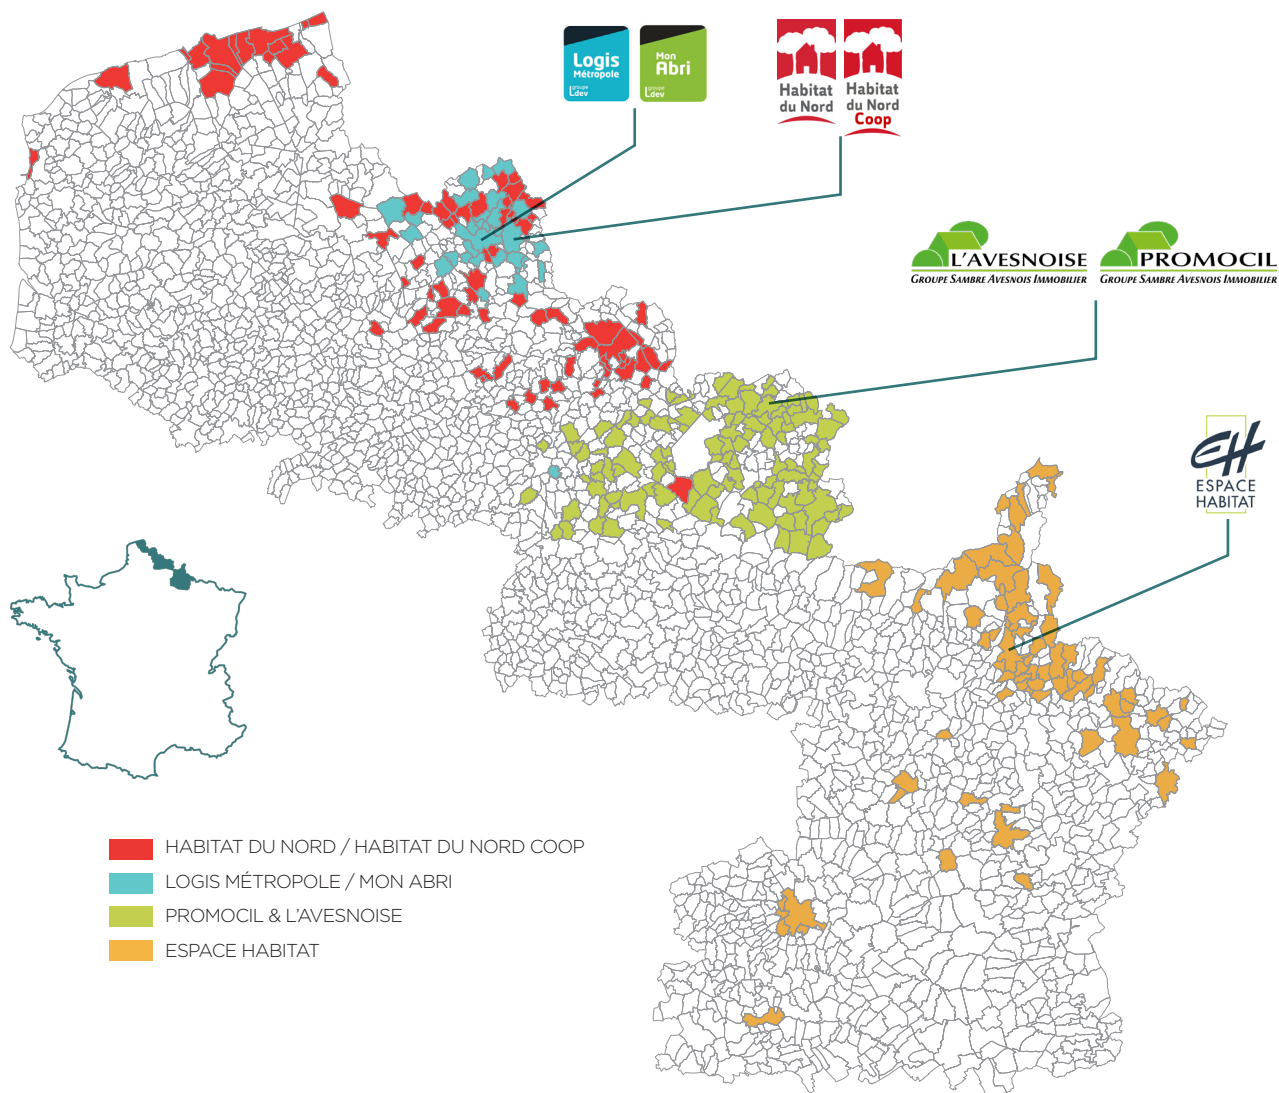 Logis
Métropole
groupe
Ldev
Mon
Abri
groupe
Ldev
Habitat
du Nord
Habitat
du Nord
Coop
L'AVESNOISE
GROUPE SAMBRE AVESNOIS IMMOBILIER
PROMOCIL
GROUPE SAMBRE AVESNOIS IMMOBILIER
EH
ESPACE
HABITAT
HABITAT DU NORD / HABITAT DU NORD COOP
LOGIS MÉTROPOLE / MON ABRI
PROMOCIL & L'AVESNOISE
ESPACE HABITAT